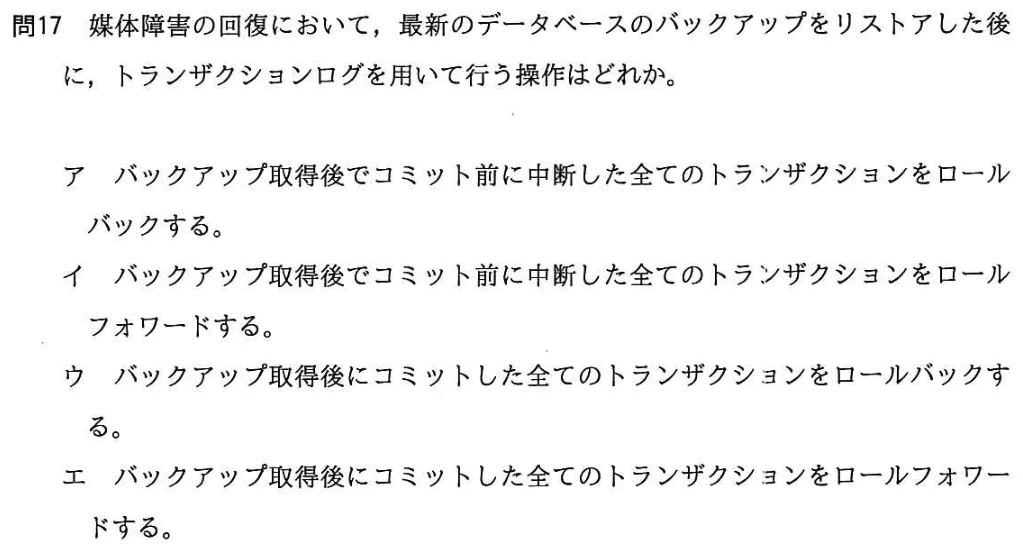 問17 媒体障害の回復において，最新のデータベースのバックアップをリストアした後
に，トランザクションログを用いて行う操作はどれか。
ア バックアップ取得後でコミット前に中断した全てのトランザクションをロール
バックする。
イ バックアップ取得後でコミット前に中断した全てのトランザクションをロール
フォワードする。
ウ バックアップ取得後にコミットした全てのトランザクションをロールバックす
る。
エ バックアップ取得後にコミットした全てのトランザクションをロールフォワー
ドする。